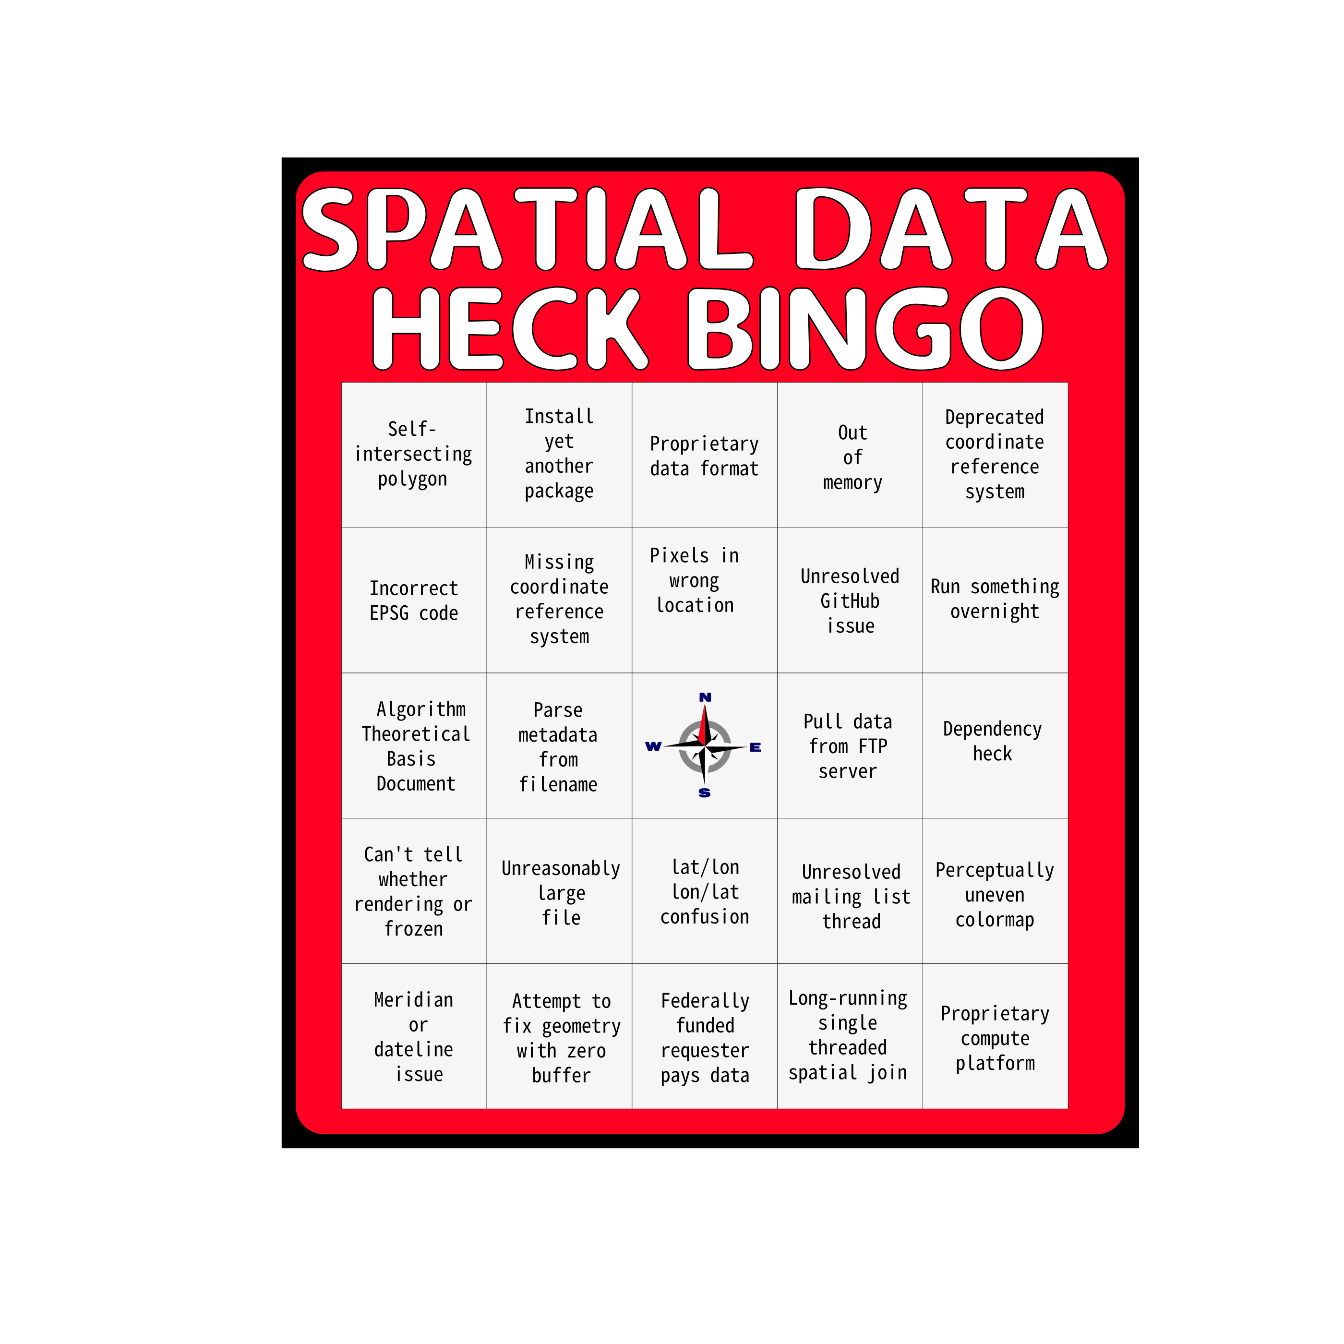 SPATIAL DATA
HECK BINGO
Self-
intersecting
polygon
Install
yet
another
package
Proprietary
data format
Out
of
memory
Deprecated
coordinate
reference
system
Incorrect
EPSG code
Missing
coordinate
reference
system
Pixels in
wrong
location
Unresolved
GitHub
issue
Run something
overnight
Algorithm
Theoretical
Basis
Document
Parse
metadata
from
filename
N
W E
S
Pull data
from FTP
server
Dependency
heck
Can't tell
whether
rendering or
frozen
Unreasonably
large
file
lat/lon
lon/lat
confusion
Unresolved
mailing list
thread
Perceptually
uneven
colormap
Meridian
or
dateline
issue
Attempt to
fix geometry
with zero
buffer
Federally
funded
requester
pays data
Long-running
single
threaded
spatial join
Proprietary
compute
platform